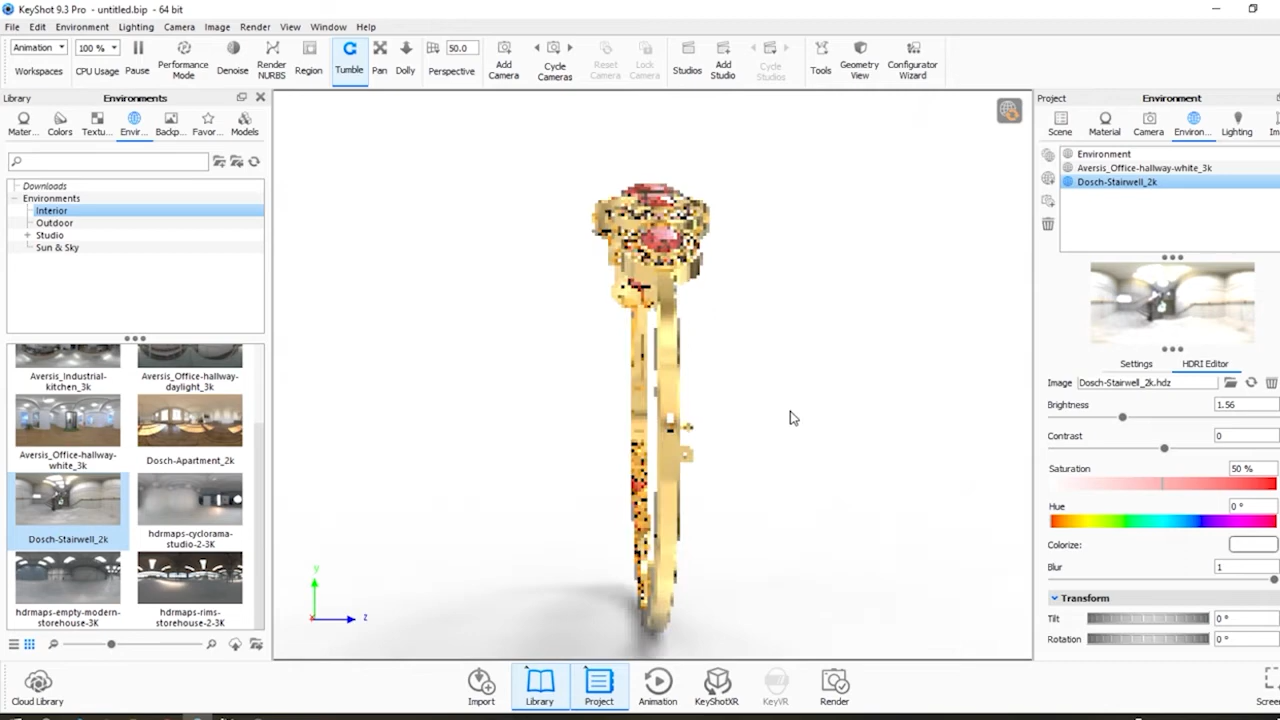 KeyShot 9.3 Pro - untitled.bip - 64 bit
File Edit Environment Lighting Camera Image Render View Window Help
Animation 100 % 50.0
Workspaces CPU Usage Pause Performance Mode Denoise Render NURBS Region Tumble Pan Dolly Perspective Add Camera Cycle Cameras Reset Camera Lock Camera Studios Add Studio Cycle Studios Tools Geometry View Configurator Wizard
Library Environments
Mater... Colors Textu... Envir... Backp... Favor... Models
Downloads
Environments
Interior
Outdoor
Studio
Sun & Sky
Aversis_Industrial-kitchen_3k
Aversis_Office-hallway-daylight_3k
Aversis_Office-hallway-white_3k
Dosch-Apartment_2k
Dosch-Stairwell_2k
hdrmaps-cyclorama-studio-2-3K
hdrmaps-empty-modern-storehouse-3K
hdrmaps-rims-storehouse-2-3K
Cloud Library
y
z
Project Environment
Scene Material Camera Environ... Lighting Im
Environment
Aversis_Office-hallway-white_3k
Dosch-Stairwell_2k
Settings HDRI Editor
Image Dosch-Stairwell_2k.hdz
Brightness 1.56
Contrast 0
Saturation 50 %
Hue 0 °
Colorize:
Blur 1
Transform
Tilt 0 °
Rotation 0 °
Import Library Project Animation KeyShotXR KeyVR Render
Screen